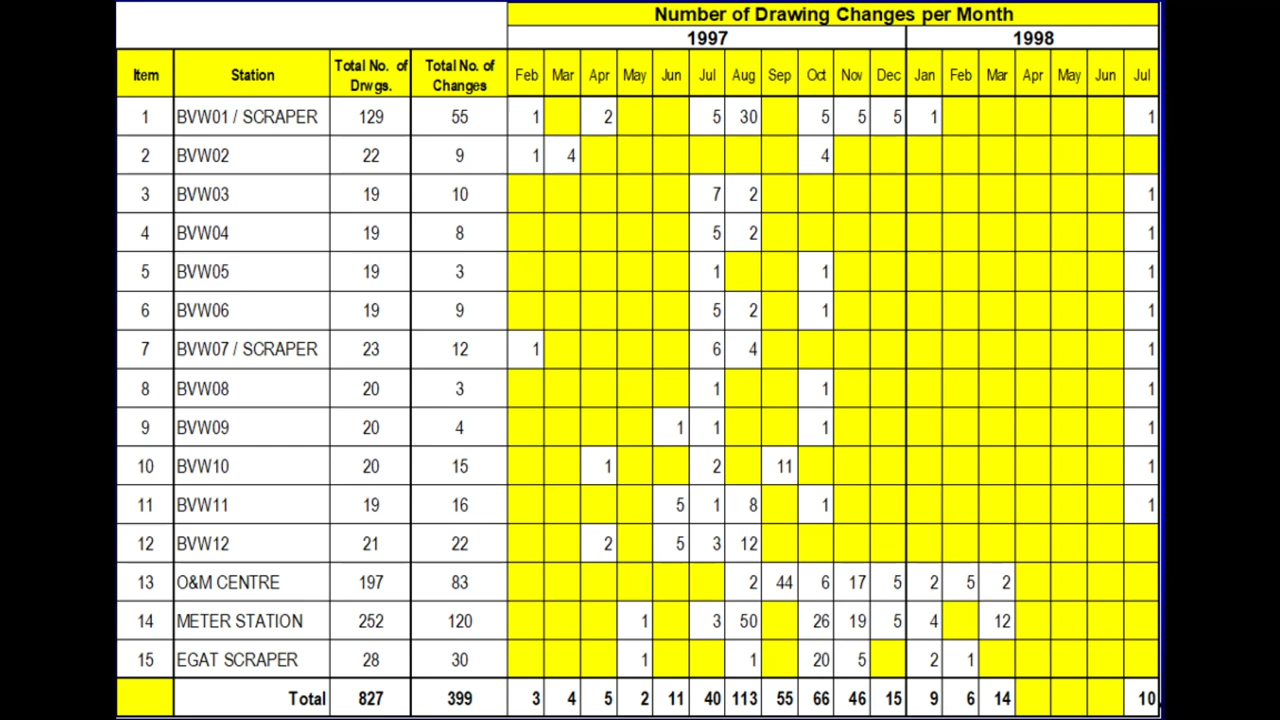 Number of Drawing Changes per Month
1997 1998
Item Station Total No. of Drwgs. Total No. of Changes Feb Mar Apr May Jun Jul Aug Sep Oct Nov Dec Jan Feb Mar Apr May Jun Jul
1 BVW01 / SCRAPER 129 55 1 2 5 30 5 5 5 1 1
2 BVW02 22 9 1 4 4
3 BVW03 19 10 7 2 1
4 BVW04 19 8 5 2 1
5 BVW05 19 3 1 1 1
6 BVW06 19 9 5 2 1 1
7 BVW07 / SCRAPER 23 12 1 6 4 1
8 BVW08 20 3 1 1 1
9 BVW09 20 4 1 1 1 1
10 BVW10 20 15 1 2 11 1
11 BVW11 19 16 5 1 8 1 1
12 BVW12 21 22 2 5 3 12
13 O&M CENTRE 197 83 2 44 6 17 5 2 5 2
14 METER STATION 252 120 1 3 50 26 19 5 4 12
15 EGAT SCRAPER 28 30 1 1 20 5 2 1
Total 827 399 3 4 5 2 11 40 113 55 66 46 15 9 6 14 10